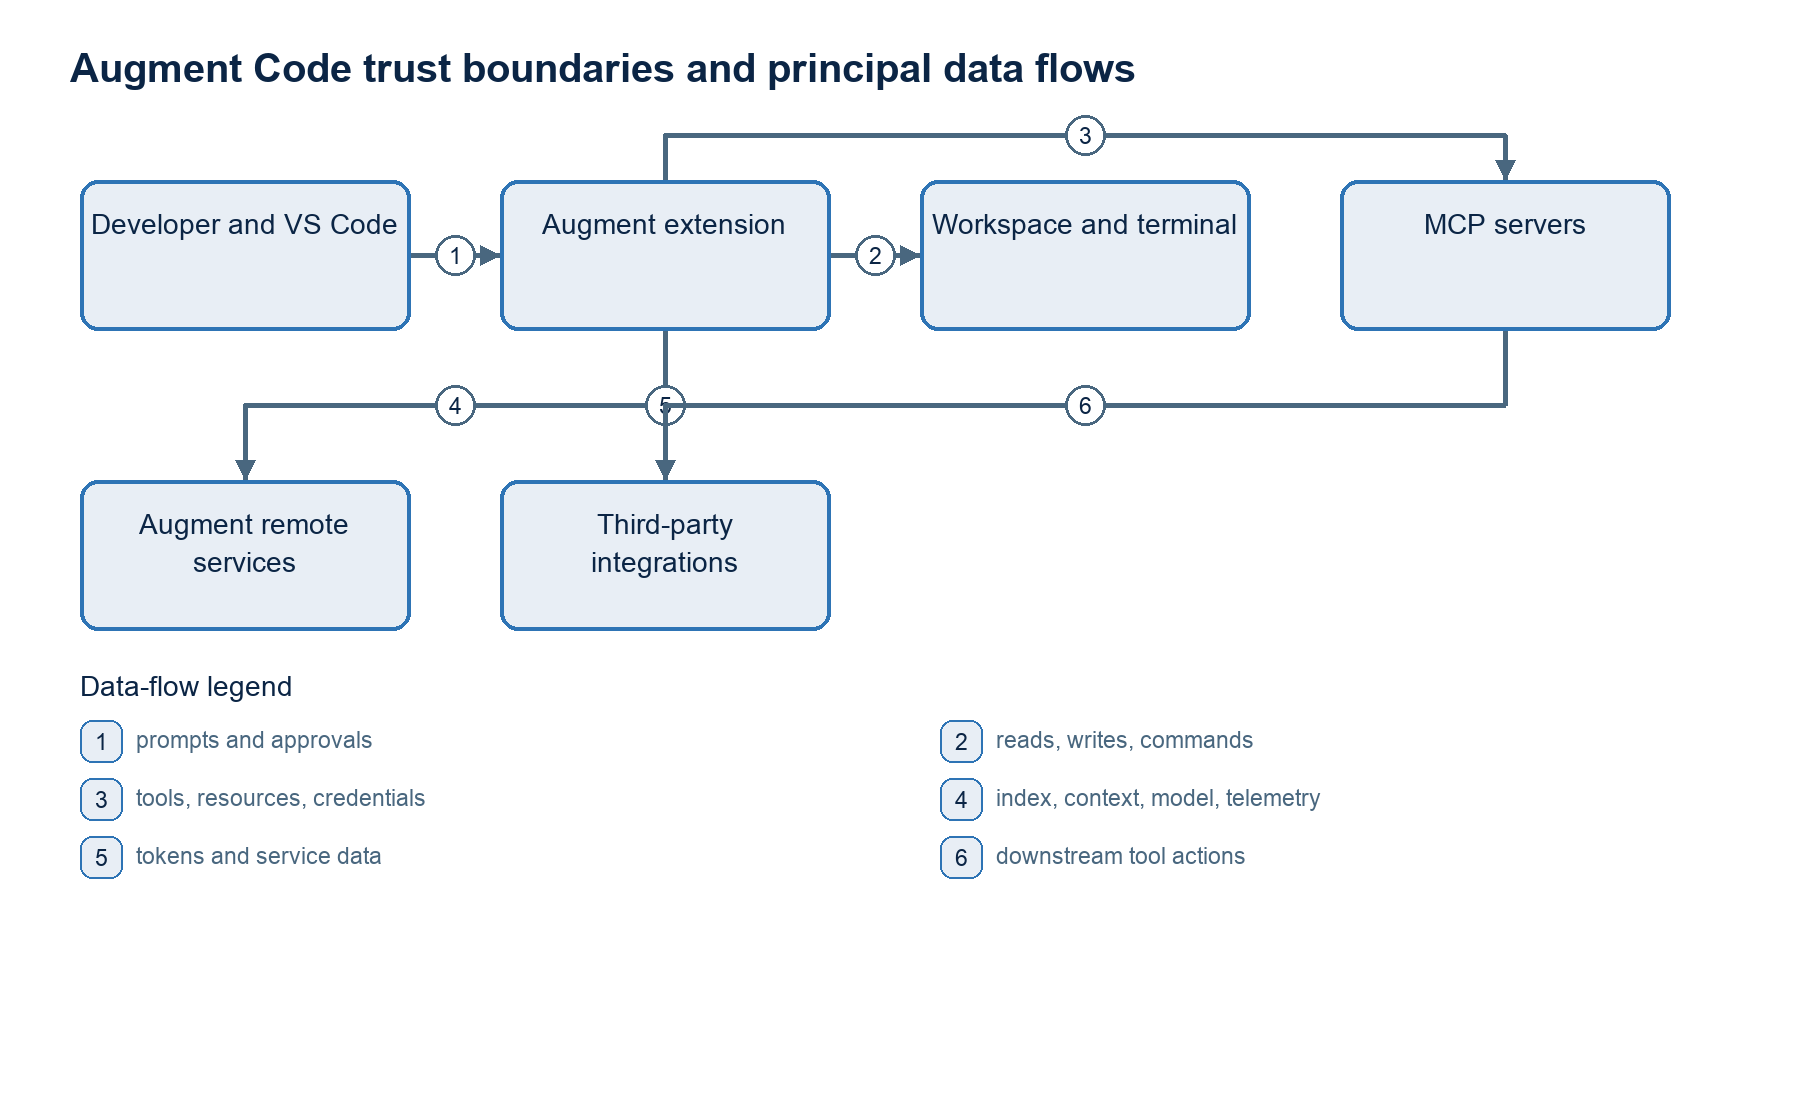 Augment Code trust boundaries and principal data flows
3
Developer and VS Code
1
Augment extension
2
Workspace and terminal
MCP servers
4
5
6
Augment remote
services
Third-party
integrations
Data-flow legend
1 prompts and approvals
2 reads, writes, commands
3 tools, resources, credentials
4 index, context, model, telemetry
5 tokens and service data
6 downstream tool actions